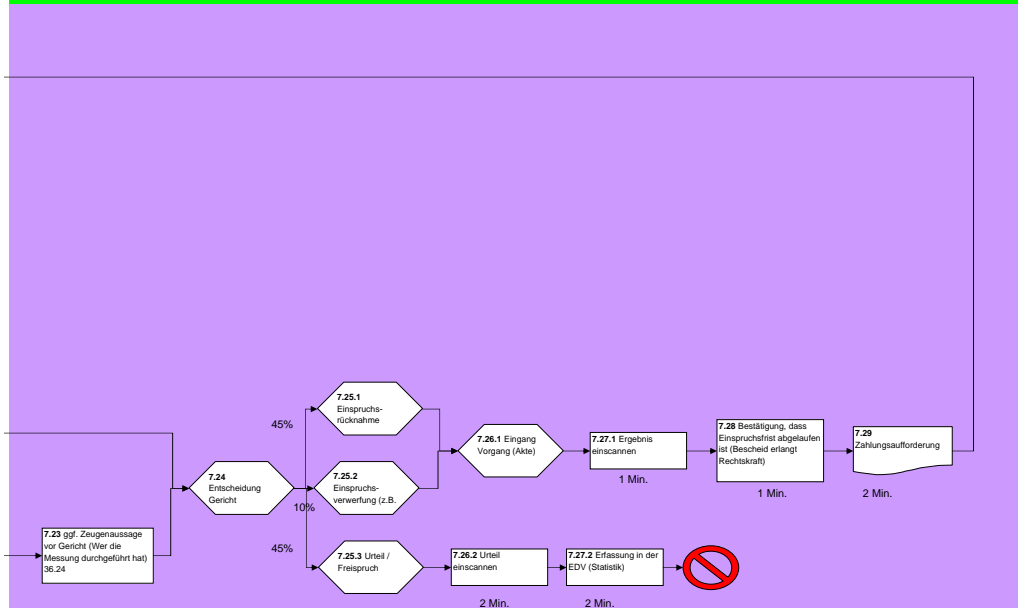 7.25.1
Einspruchs-
rücknahme
45%
7.26.1 Eingang
Vorgang (Akte)
7.27.1 Ergebnis
einscannen
1 Min.
7.28 Bestätigung, dass
Einspruchsfrist abgelaufen
ist (Bescheid erlangt
Rechtskraft)
1 Min.
7.29
Zahlungsaufforderung
2 Min.
7.24
Entscheidung
Gericht
10%
7.25.2
Einspruchs-
verwerfung (z.B.
7.23 ggf. Zeugenaussage
vor Gericht (Wer die
Messung durchgeführt hat)
36.24
45%
7.25.3 Urteil /
Freispruch
7.26.2 Urteil
einscannen
2 Min.
7.27.2 Erfassung in der
EDV (Statistik)
2 Min.